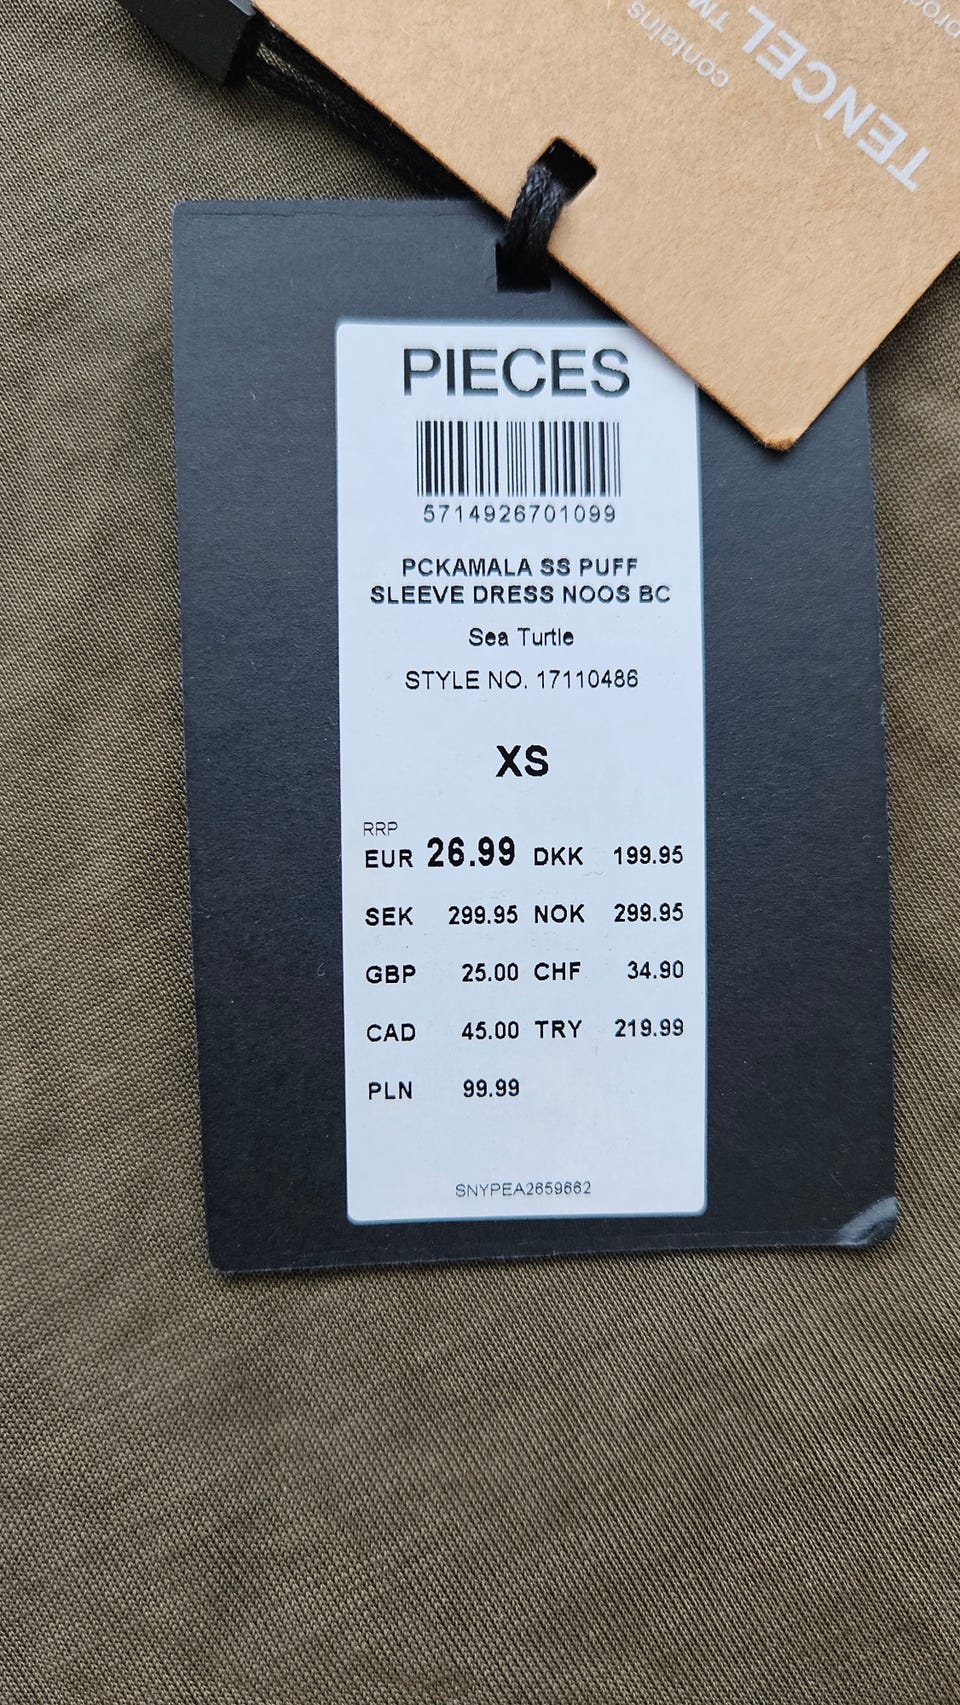 contains
TENCEL™
PIECES
5714926701099
PCKAMALA SS PUFF
SLEEVE DRESS NOOS BC
Sea Turtle
STYLE NO. 17110486
XS
RRP
EUR 26.99 DKK 199.95
SEK 299.95 NOK 299.95
GBP 25.00 CHF 34.90
CAD 45.00 TRY 219.99
PLN 99.99
SNYPEA2659662